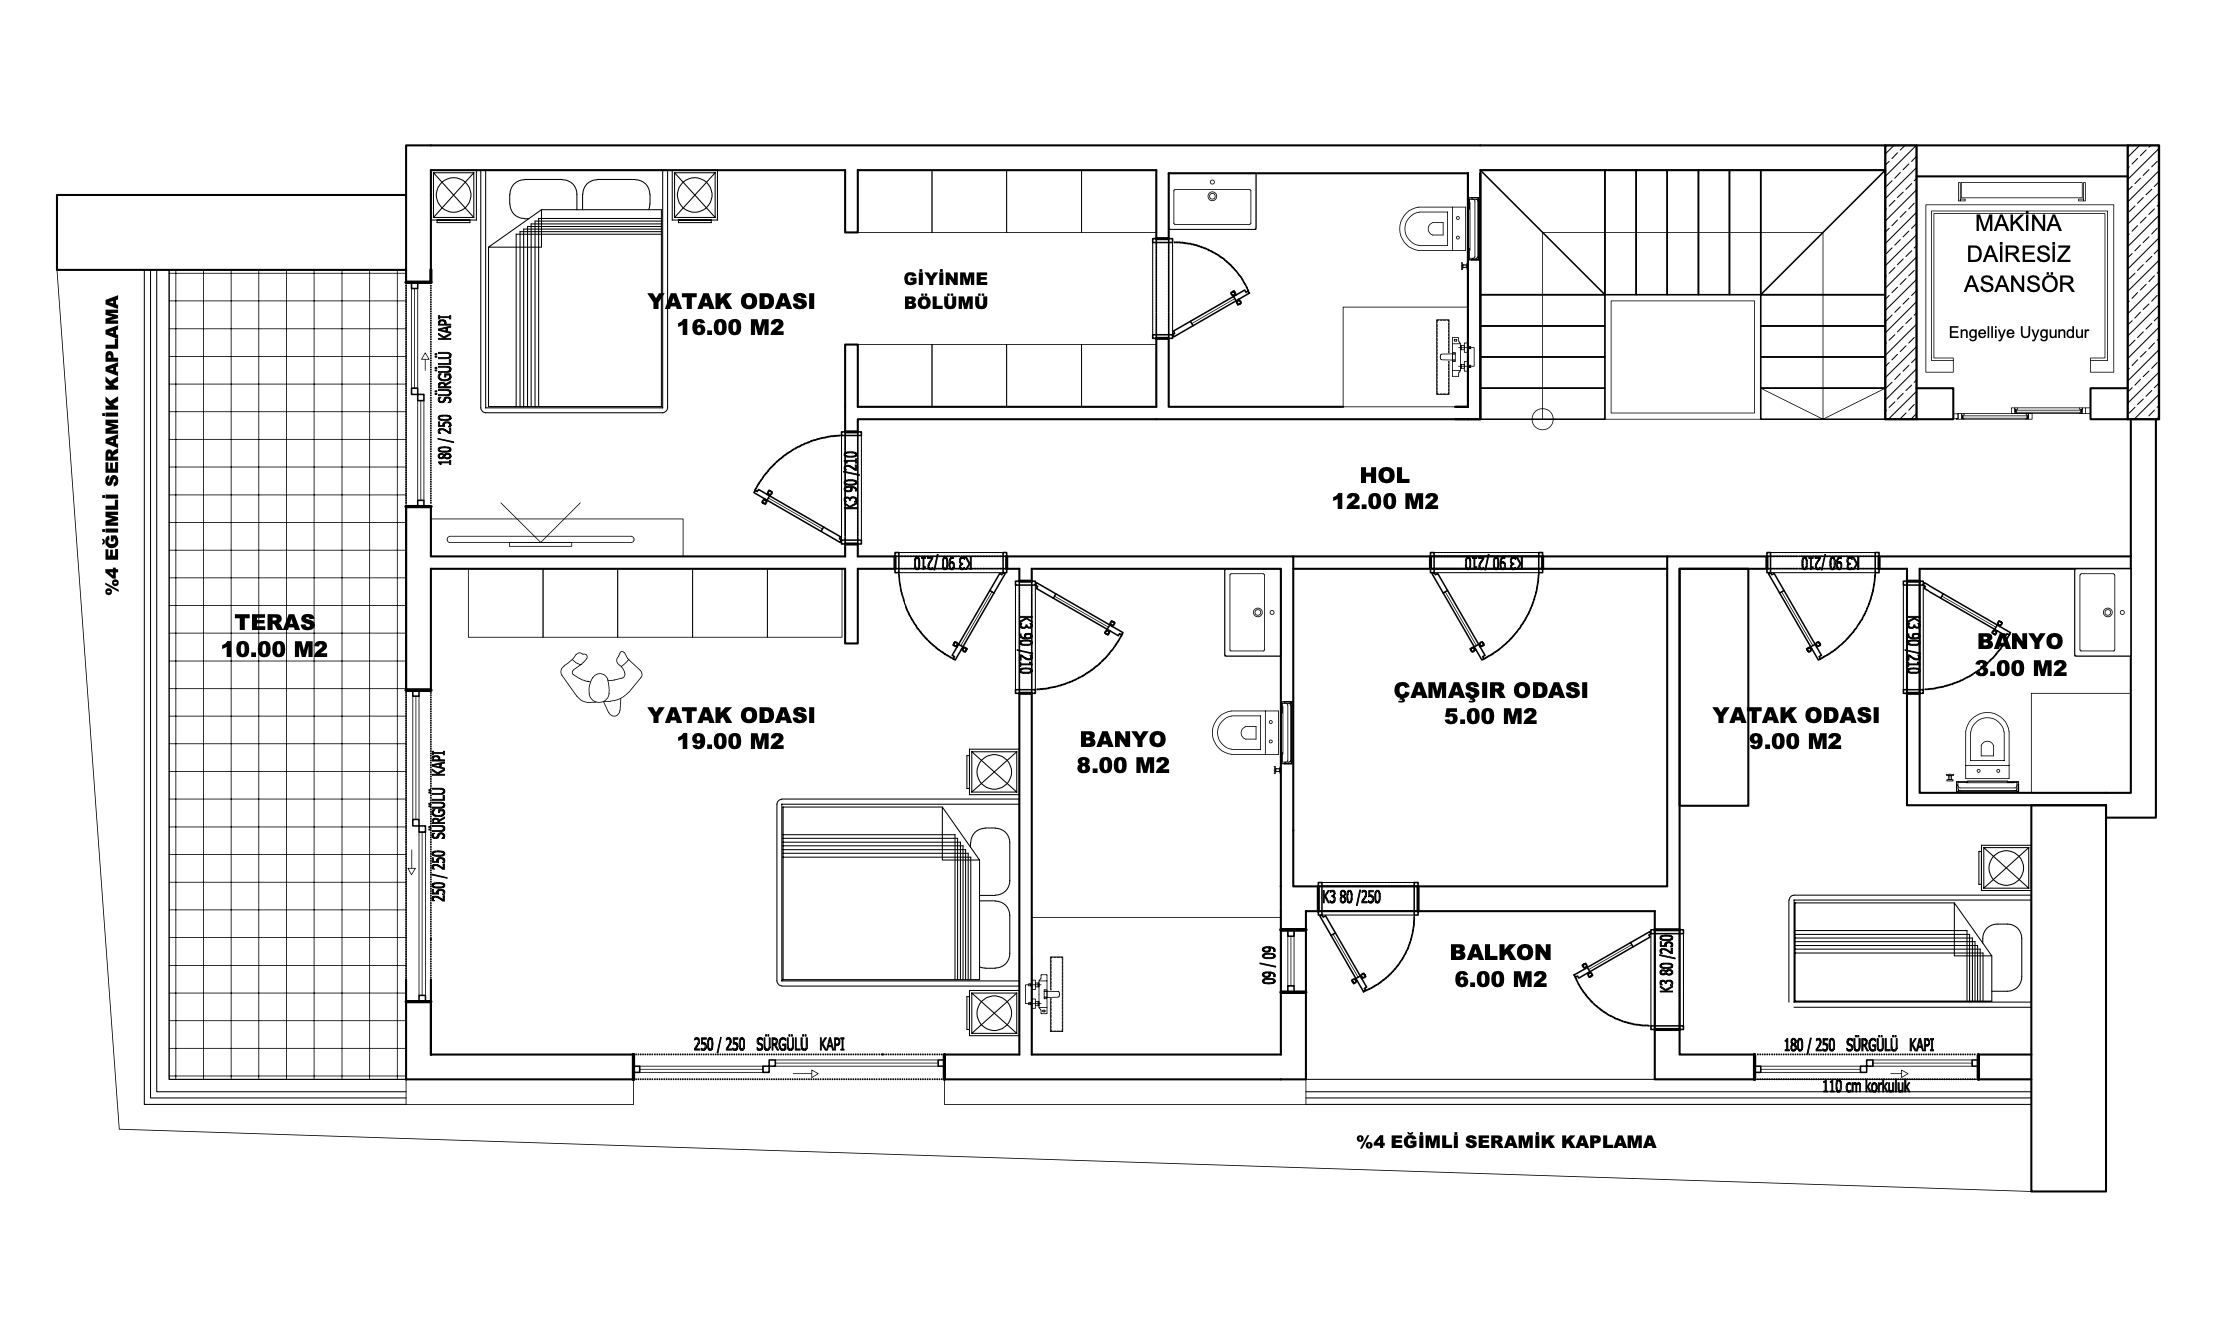 MAKİNA
DAİRESİZ
ASANSÖR
Engelliye Uygundur
GİYİNME
BÖLÜMÜ
YATAK ODASI
16.00 M2
%4 EĞİMLİ SERAMİK KAPLAMA
180 / 250 SÜRGÜLÜ KAPI
K3 90 /210
HOL
12.00 M2
K3 90 /210
K3 90 /210
K3 90 /210
TERAS
10.00 M2
K3 90 /210
K3 90 /210
BANYO
3.00 M2
YATAK ODASI
19.00 M2
BANYO
8.00 M2
ÇAMAŞIR ODASI
5.00 M2
YATAK ODASI
9.00 M2
250 / 250 SÜRGÜLÜ KAPI
K3 80 /250
BALKON
6.00 M2
60 / 60
K3 80 /250
250 / 250 SÜRGÜLÜ KAPI
180 / 250 SÜRGÜLÜ KAPI
110 cm korkuluk
%4 EĞİMLİ SERAMİK KAPLAMA